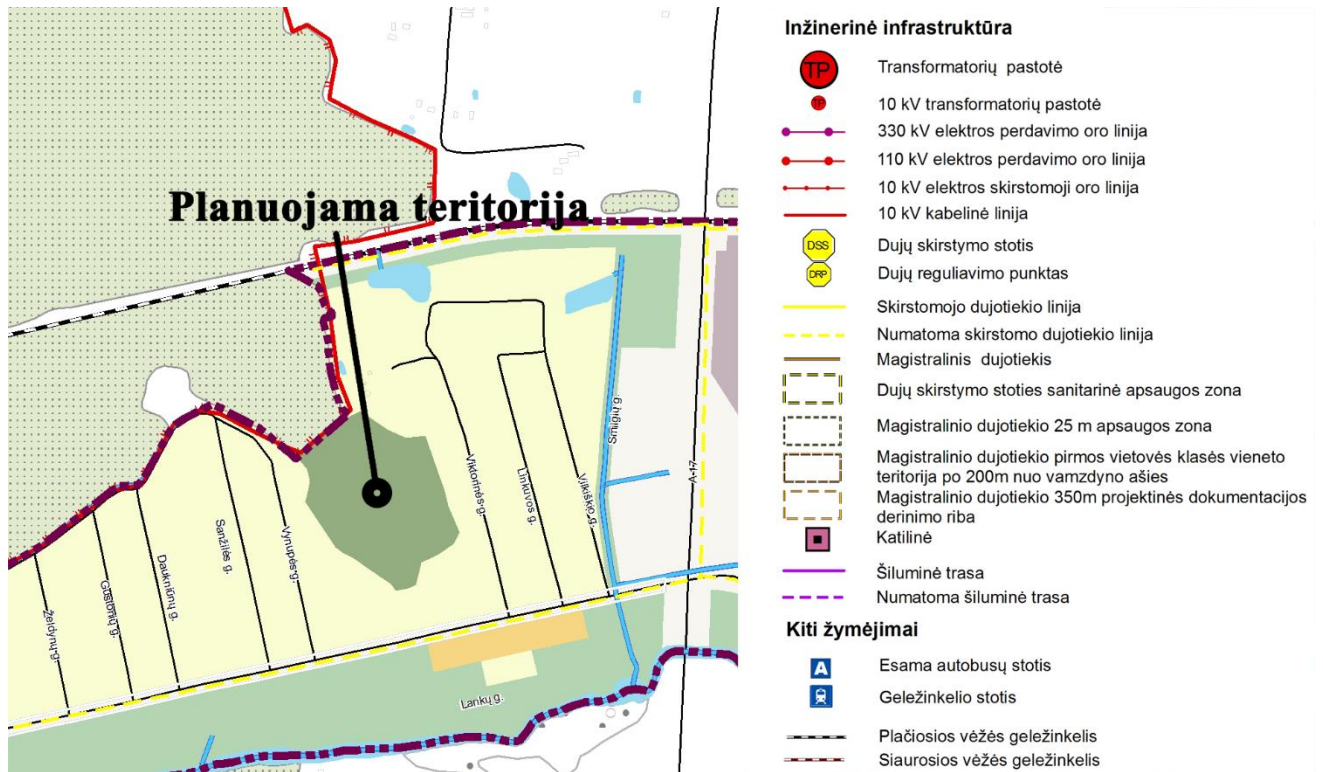 Planuojama teritorija
Smilgių g.
A-17
Viktorinės g.
Linkuvos g.
Vilkiškio g.
Sanžilės g.
Vynupės g.
Daukniūnų g.
Gustonių g.
Želdynų g.
Lankų g.
Inžinerinė infrastruktūra
TP Transformatorių pastotė
TP 10 kV transformatorių pastotė
330 kV elektros perdavimo oro linija
110 kV elektros perdavimo oro linija
10 kV elektros skirstomoji oro linija
10 kV kabelinė linija
DSS Dujų skirstymo stotis
DRP Dujų reguliavimo punktas
Skirstomojo dujotiekio linija
Numatoma skirstomo dujotiekio linija
Magistralinis dujotiekis
Dujų skirstymo stoties sanitarinė apsaugos zona
Magistralinio dujotiekio 25 m apsaugos zona
Magistralinio dujotiekio pirmos vietovės klasės vieneto
teritorija po 200m nuo vamzdyno ašies
Magistralinio dujotiekio 350m projektinės dokumentacijos
derinimo riba
Katilinė
Šiluminė trasa
Numatoma šiluminė trasa
Kiti žymėjimai
A Esama autobusų stotis
Geležinkelio stotis
Plačiosios vėžės geležinkelis
Siaurosios vėžės geležinkelis